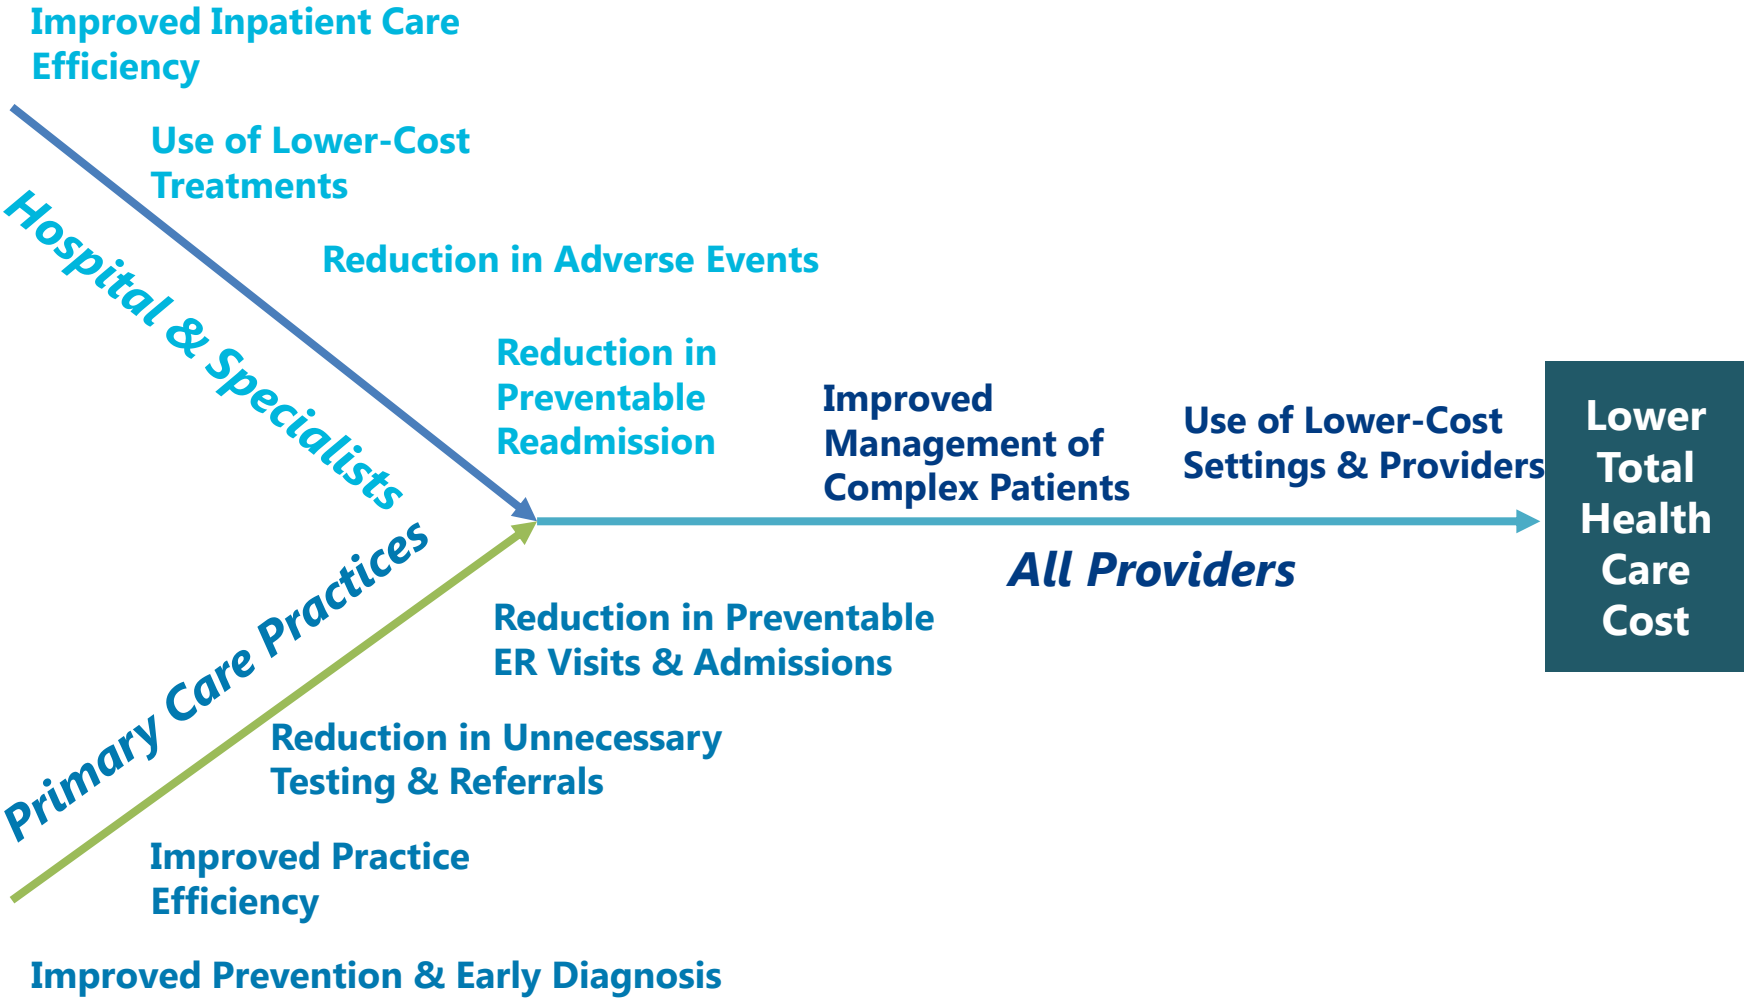 Improved Inpatient Care
Efficiency
Use of Lower-Cost
Treatments
Hospital & Specialists
Reduction in Adverse Events
Reduction in
Preventable
Readmission
Improved
Management of
Complex Patients
Use of Lower-Cost
Settings & Providers
Lower
Total
Health
Care
Cost
All Providers
Primary Care Practices
Reduction in Preventable
ER Visits & Admissions
Reduction in Unnecessary
Testing & Referrals
Improved Practice
Efficiency
Improved Prevention & Early Diagnosis